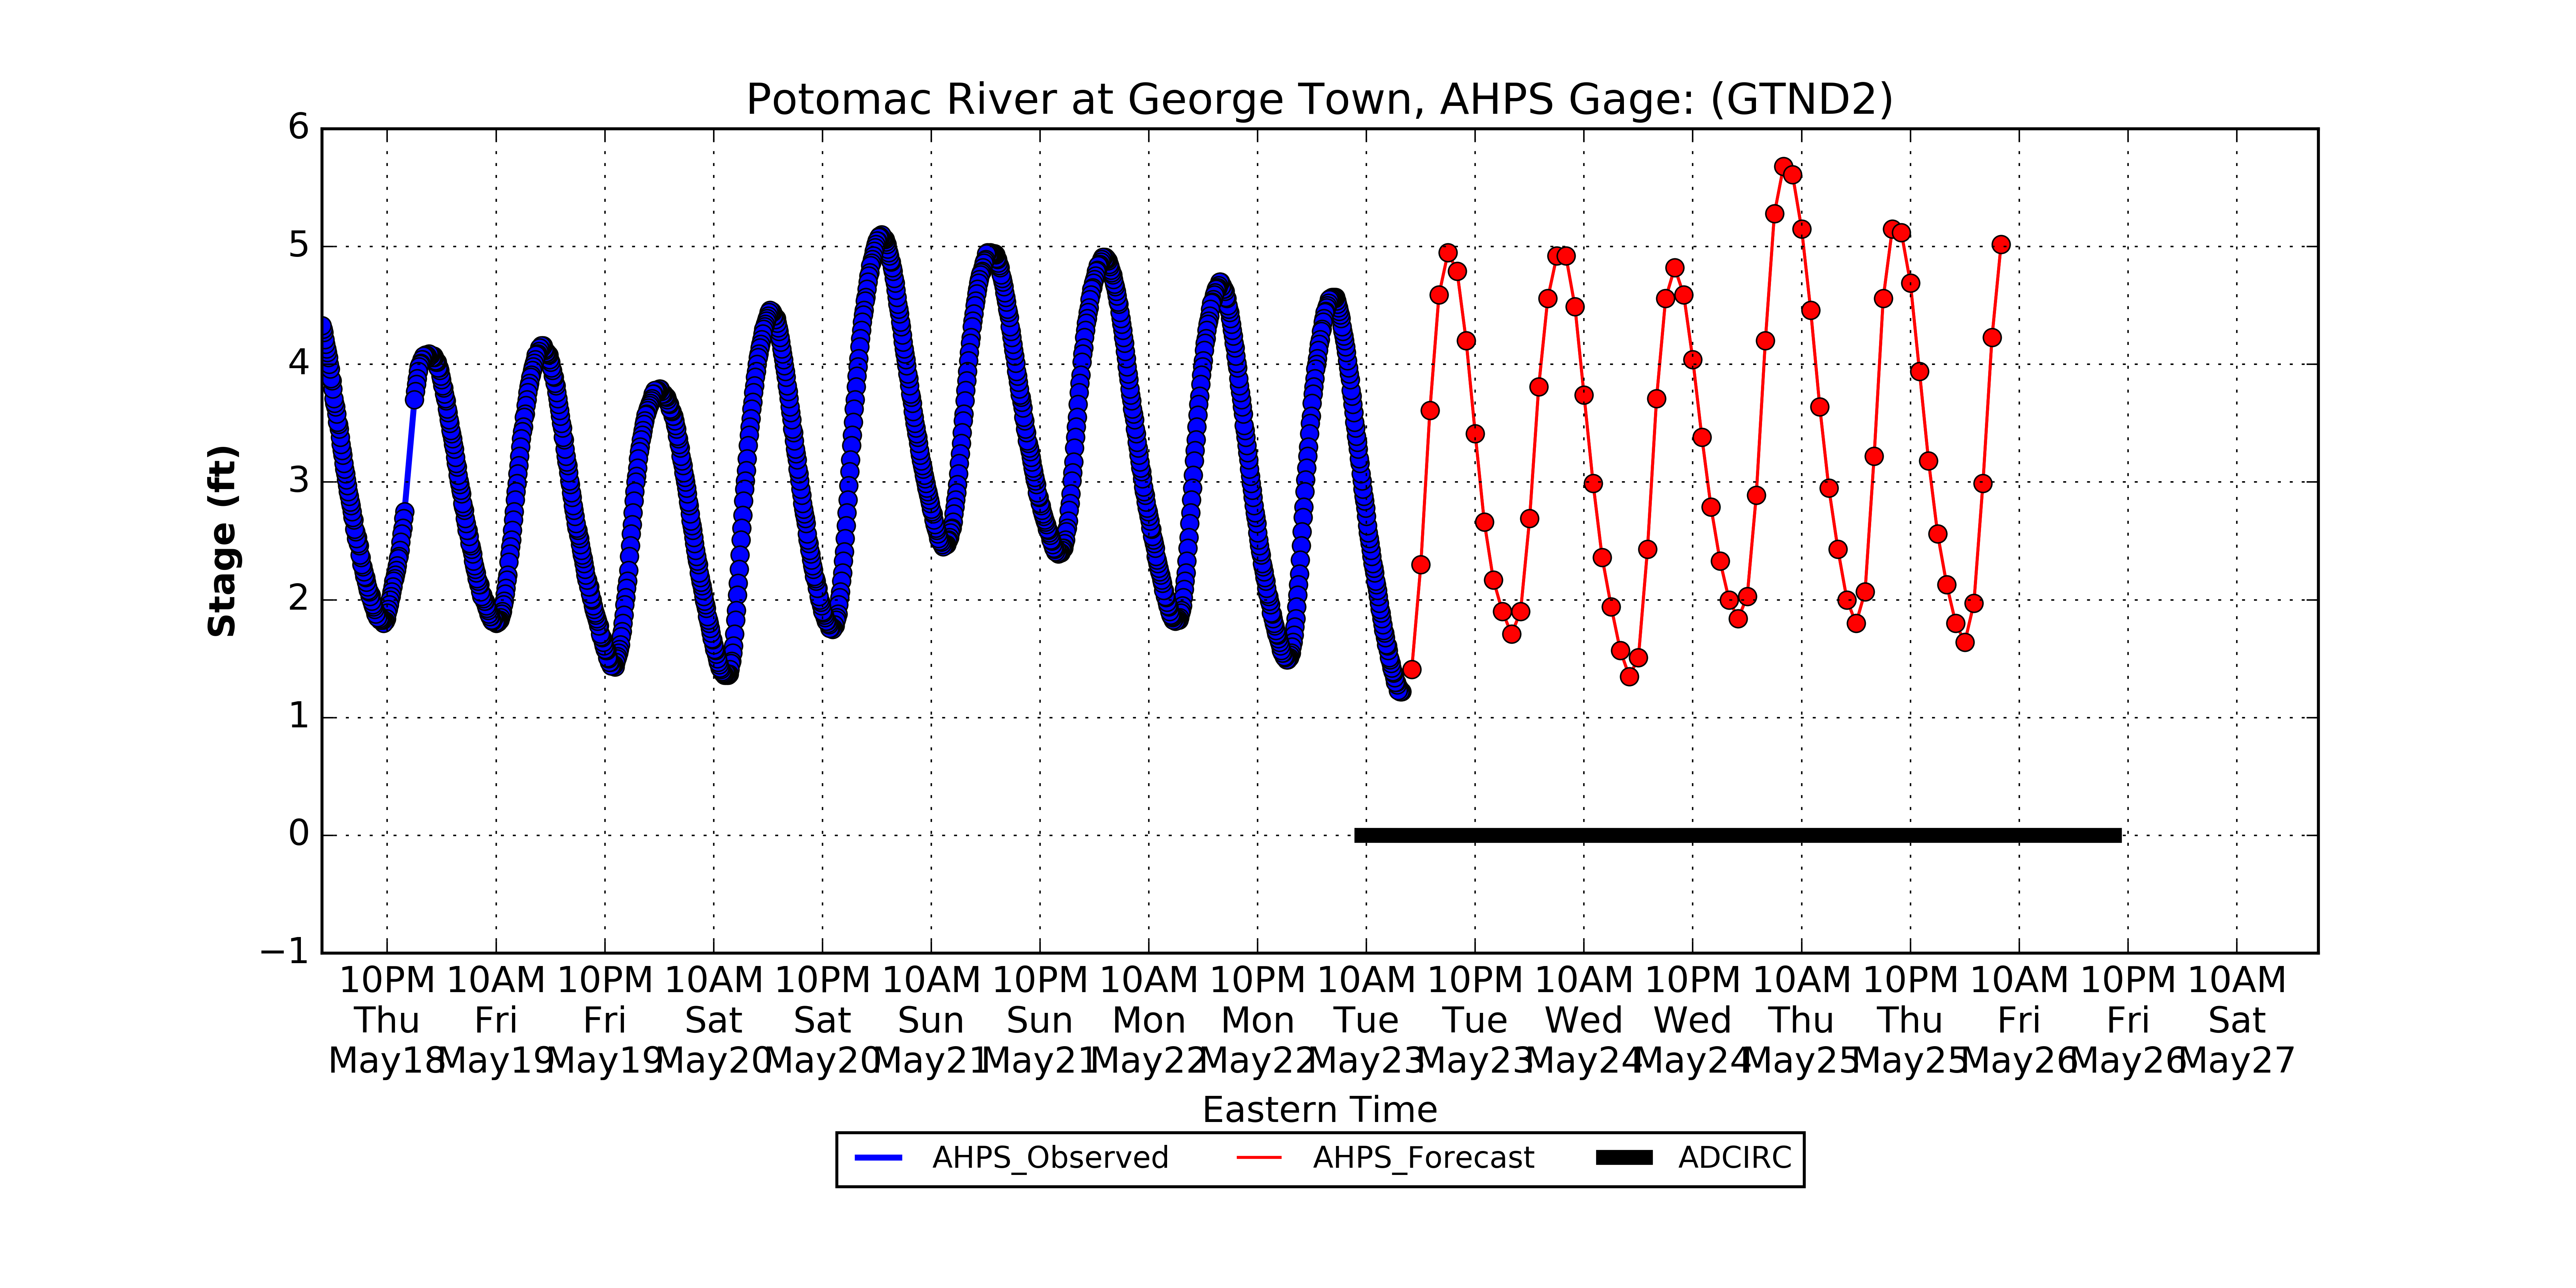 Potomac River at George Town, AHPS Gage: (GTND2)
6
5
4
3
2
1
0
−1
Stage (ft)
10PM 10AM 10PM 10AM 10PM 10AM 10PM 10AM 10PM 10AM 10PM 10AM 10PM 10AM 10PM 10AM 10PM 10AM
Thu Fri Fri Sat Sat Sun Sun Mon Mon Tue Tue Wed Wed Thu Thu Fri Fri Sat
May18 May19 May19 May20 May20 May21 May21 May22 May22 May23 May23 May24 May24 May25 May25 May26 May26 May27
Eastern Time
AHPS_Observed AHPS_Forecast ADCIRC